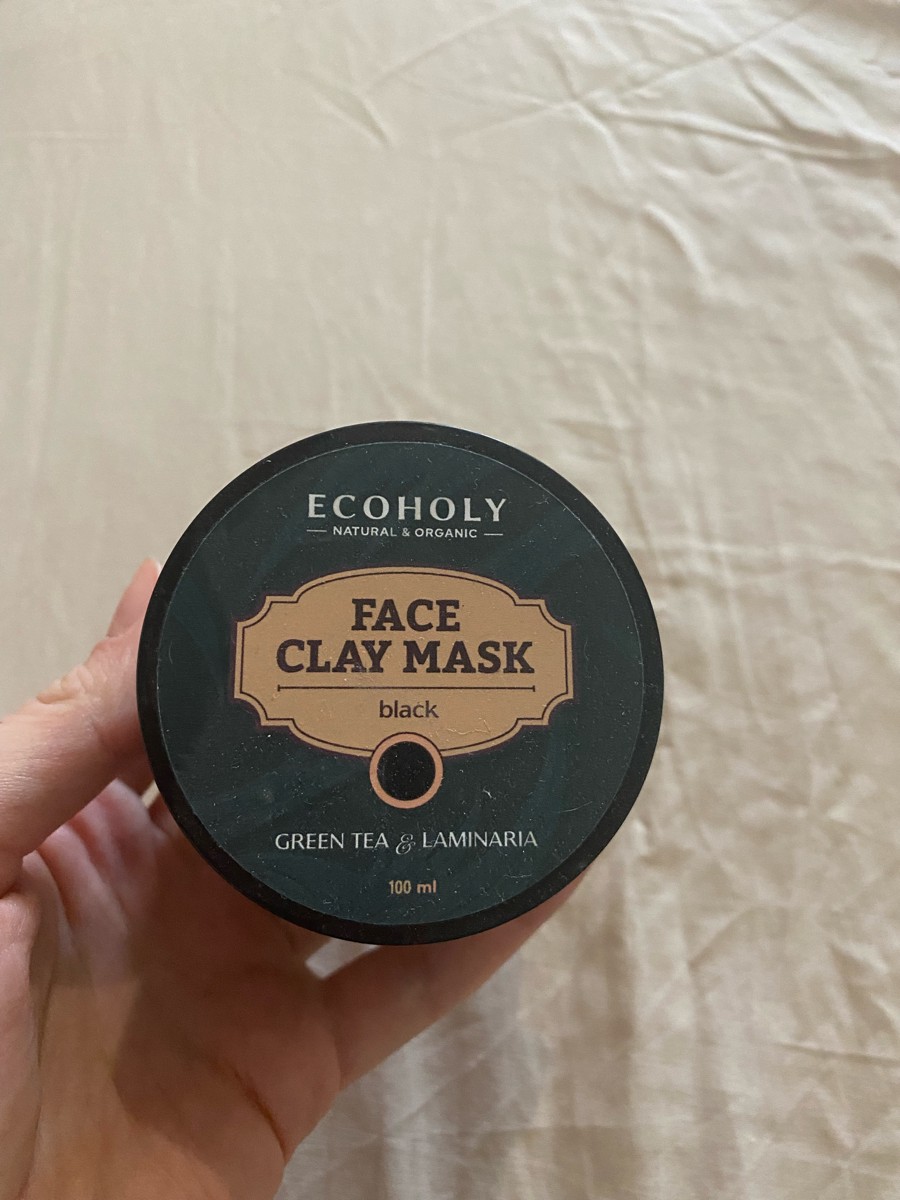 ECOHOLY
NATURAL & ORGANIC
FACE
CLAY MASK
black
GREEN TEA & LAMINARIA
100 ml